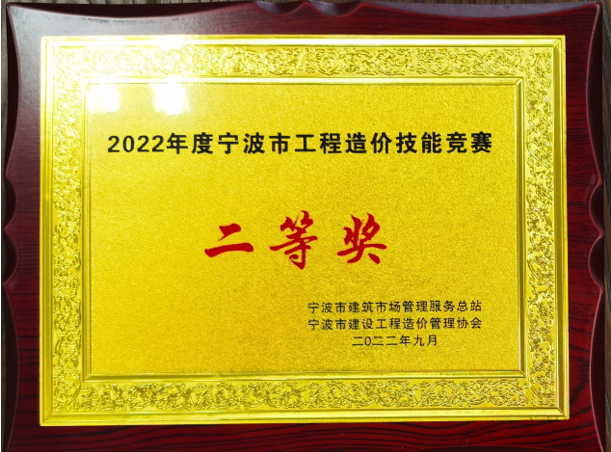 2022年度宁波市工程造价技能竞赛
二等奖
宁波市建筑市场管理服务总站
宁波市建设工程造价管理协会
二〇二二年九月